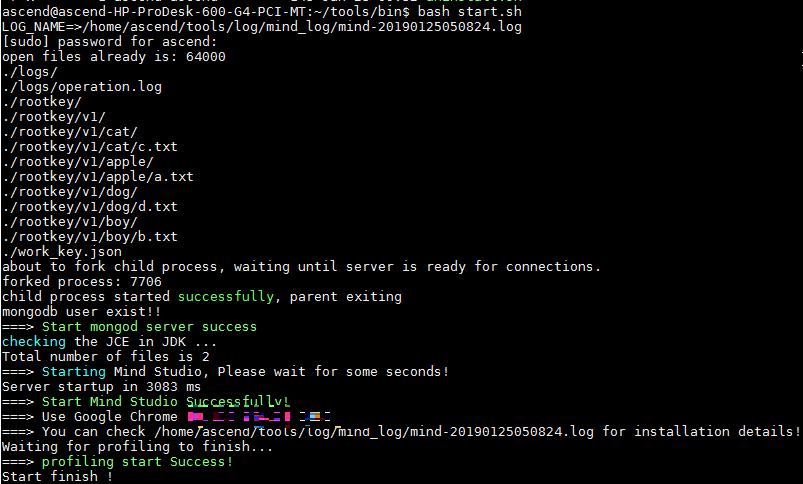 ascend@ascend-HP-ProDesk-600-G4-PCI-MT:~/tools/bin$ bash start.sh
LOG_NAME=>/home/ascend/tools/log/mind_log/mind-20190125050824.log
[sudo] password for ascend:
open files already is: 64000
./logs/
./logs/operation.log
./rootkey/
./rootkey/v1/
./rootkey/v1/cat/
./rootkey/v1/cat/c.txt
./rootkey/v1/apple/
./rootkey/v1/apple/a.txt
./rootkey/v1/dog/
./rootkey/v1/dog/d.txt
./rootkey/v1/boy/
./rootkey/v1/boy/b.txt
./work_key.json
about to fork child process, waiting until server is ready for connections.
forked process: 7706
child process started successfully, parent exiting
mongodb user exist!!
===> Start mongod server success
checking the JCE in JDK ...
Total number of files is 2
===> Starting Mind Studio, Please wait for some seconds!
Server startup in 3083 ms
===> Start Mind Studio Successfully!
===> Use Google Chrome
===> You can check /home/ascend/tools/log/mind_log/mind-20190125050824.log for installation details!
Waiting for profiling to finish...
===> profiling start Success!
Start finish !